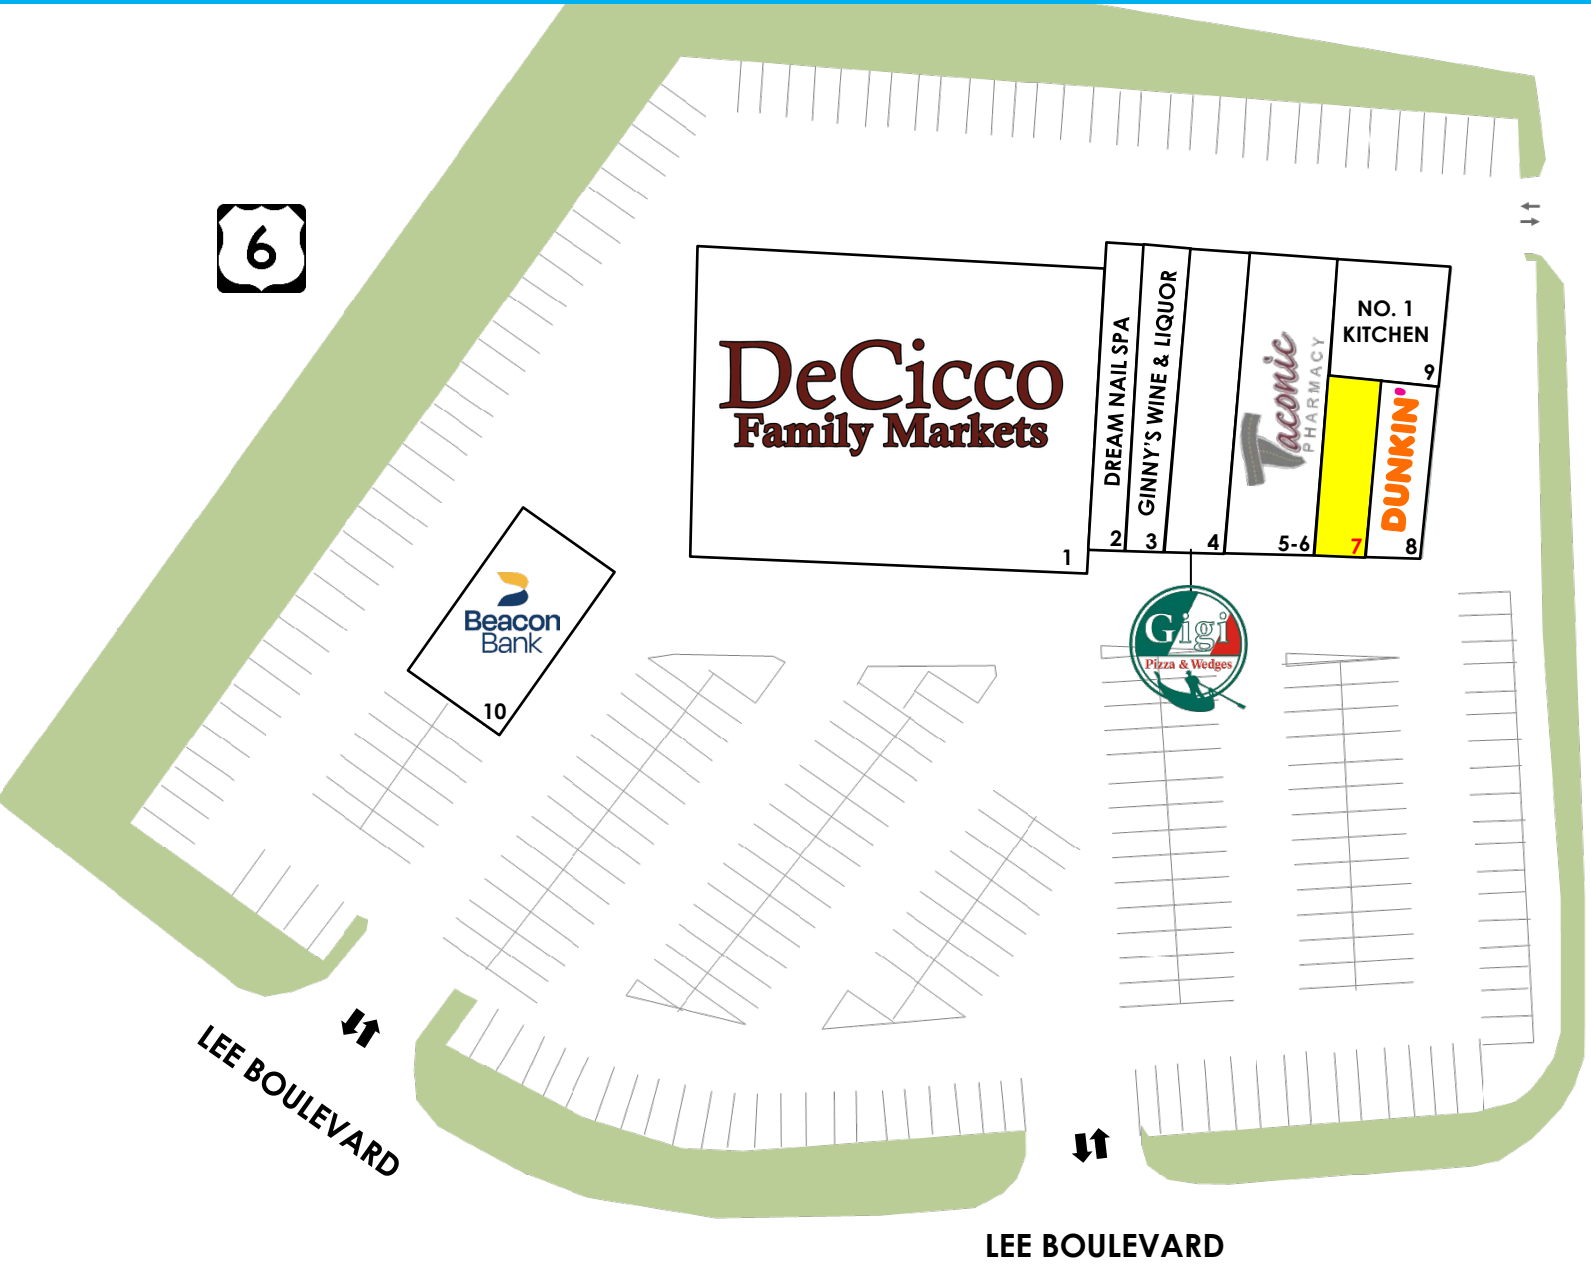 6
NO. 1
KITCHEN
9
DeCicco
Family Markets
1
DREAM NAIL SPA
2
GINNY'S WINE & LIQUOR
3
4
Taconic
PHARMACY
5-6
7
DUNKIN'
8
Gigi
Pizza & Wedges
Beacon
Bank
10
LEE BOULEVARD
LEE BOULEVARD